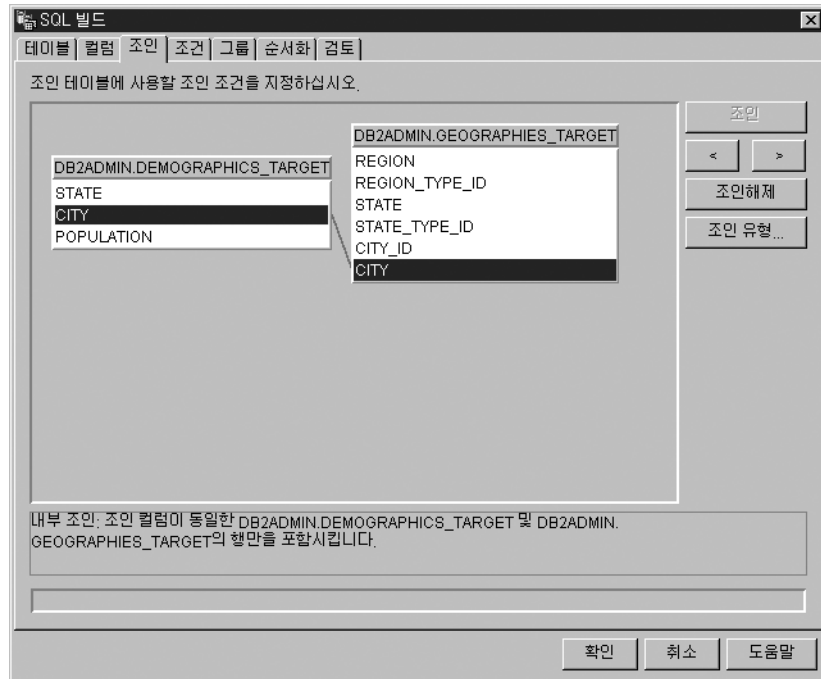 SQL 빌드
테이블 컬럼 조인 조건 그룹 순서화 검토
조인 테이블에 사용할 조인 조건을 지정하십시오.
조인
< >
조인해제
조인 유형...
DB2ADMIN.DEMOGRAPHICS_TARGET
STATE
CITY
POPULATION
DB2ADMIN.GEOGRAPHIES_TARGET
REGION
REGION_TYPE_ID
STATE
STATE_TYPE_ID
CITY_ID
CITY
내부 조인: 조인 컬럼이 동일한 DB2ADMIN.DEMOGRAPHICS_TARGET 및 DB2ADMIN.
GEOGRAPHIES_TARGET의 행만을 포함시킵니다.
확인 취소 도움말